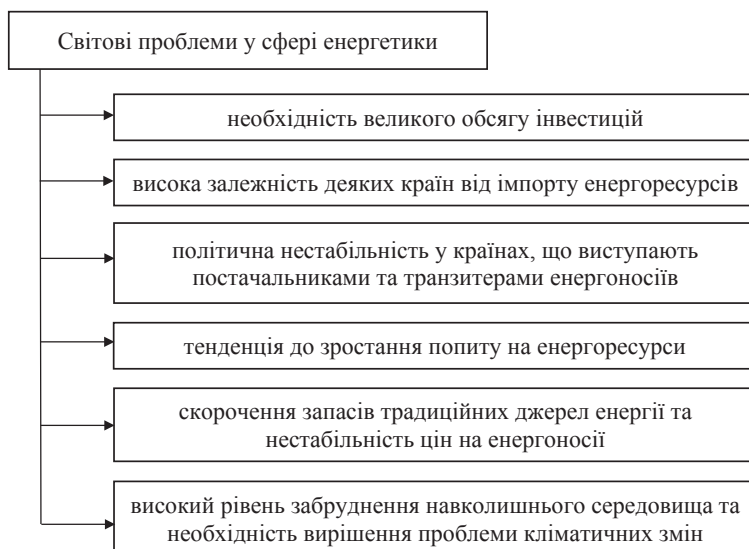 Світові проблеми у сфері енергетики
необхідність великого обсягу інвестицій
висока залежність деяких країн від імпорту енергоресурсів
політична нестабільність у країнах, що виступають
постачальниками та транзитерами енергоносіїв
тенденція до зростання попиту на енергоресурси
скорочення запасів традиційних джерел енергії та
нестабільність цін на енергоносії
високий рівень забруднення навколишнього середовища та
необхідність вирішення проблеми кліматичних змін